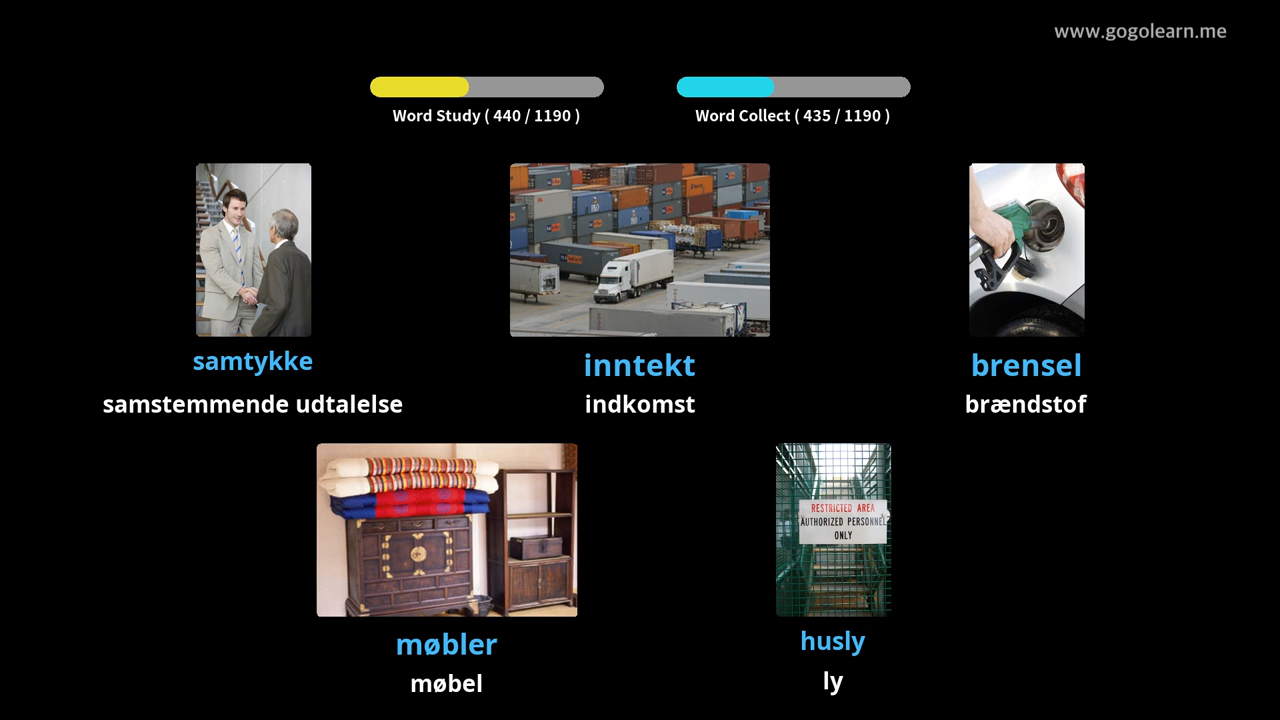 www.gogolearn.me
Word Study ( 440 / 1190 )
Word Collect ( 435 / 1190 )
samtykke
samstemmende udtalelse
inntekt
indkomst
brensel
brændstof
RESTRICTED AREA
AUTHORIZED PERSONNEL
ONLY
møbler
møbel
husly
ly